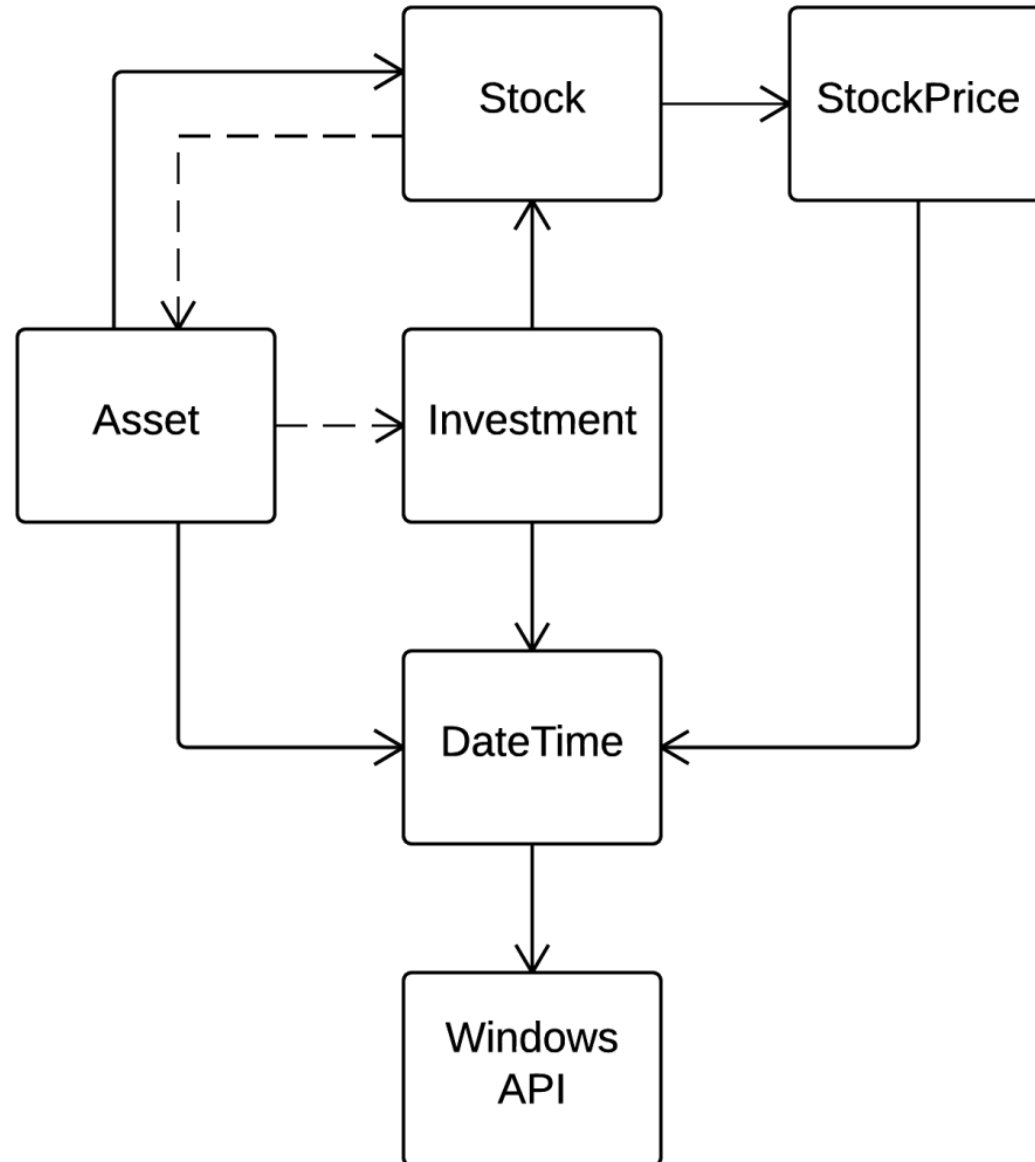 Stock
StockPrice
Asset
Investment
DateTime
Windows
API